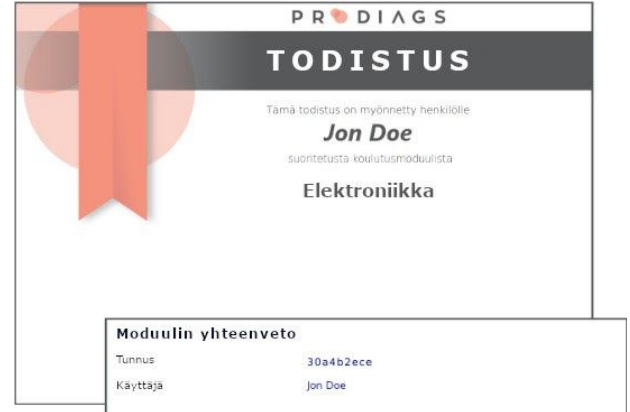 PRODIAGS
TODISTUS
Tämä todistus on myönnetty henkilölle
Jon Doe
suoritetusta koulutusmoduulista
Elektroniikka
Moduulin yhteenveto
Tunnus 30a4b2ece
Käyttäjä Jon Doe